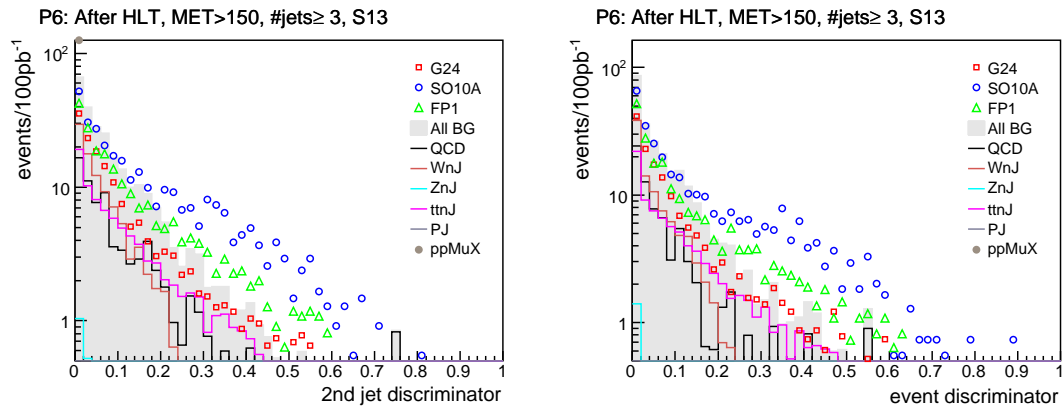 P6: After HLT, MET>150, #jets≥ 3, S13
events/100pb⁻¹
10²
10
1
G24
SO10A
FP1
All BG
QCD
WnJ
ZnJ
ttnJ
PJ
ppMuX
0 0.1 0.2 0.3 0.4 0.5 0.6 0.7 0.8 0.9 1
2nd jet discriminator
P6: After HLT, MET>150, #jets≥ 3, S13
events/100pb⁻¹
10²
10
1
G24
SO10A
FP1
All BG
QCD
WnJ
ZnJ
ttnJ
PJ
ppMuX
0 0.1 0.2 0.3 0.4 0.5 0.6 0.7 0.8 0.9 1
event discriminator